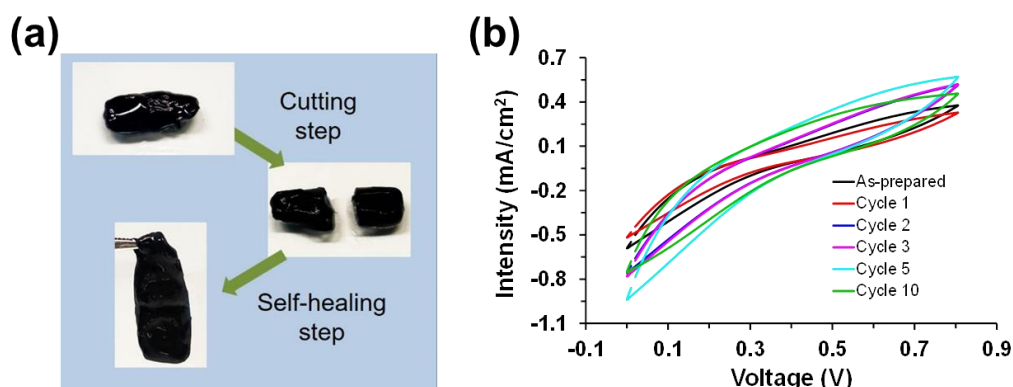 (a)
Cutting
step
Self-healing
step
(b)
Intensity (mA/cm²)
0.7
0.4
0.1
-0.2
-0.5
-0.8
-1.1
-0.1
0.1
0.3
0.5
0.7
0.9
Voltage (V)
As-prepared
Cycle 1
Cycle 2
Cycle 3
Cycle 5
Cycle 10